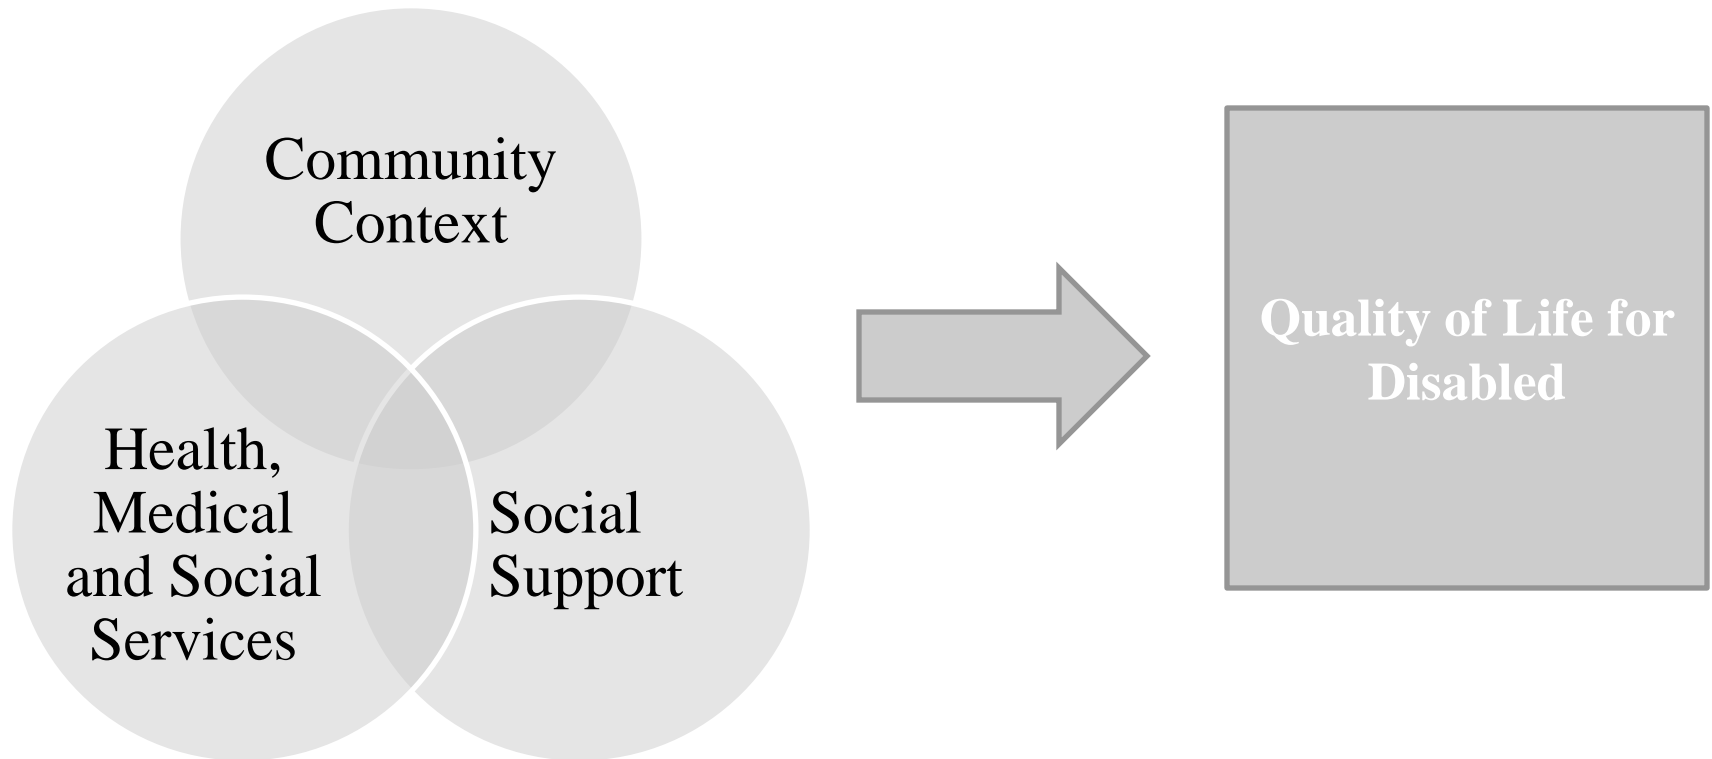 Community
Context
Health,
Medical
and Social
Services
Social
Support
Quality of Life for
Disabled